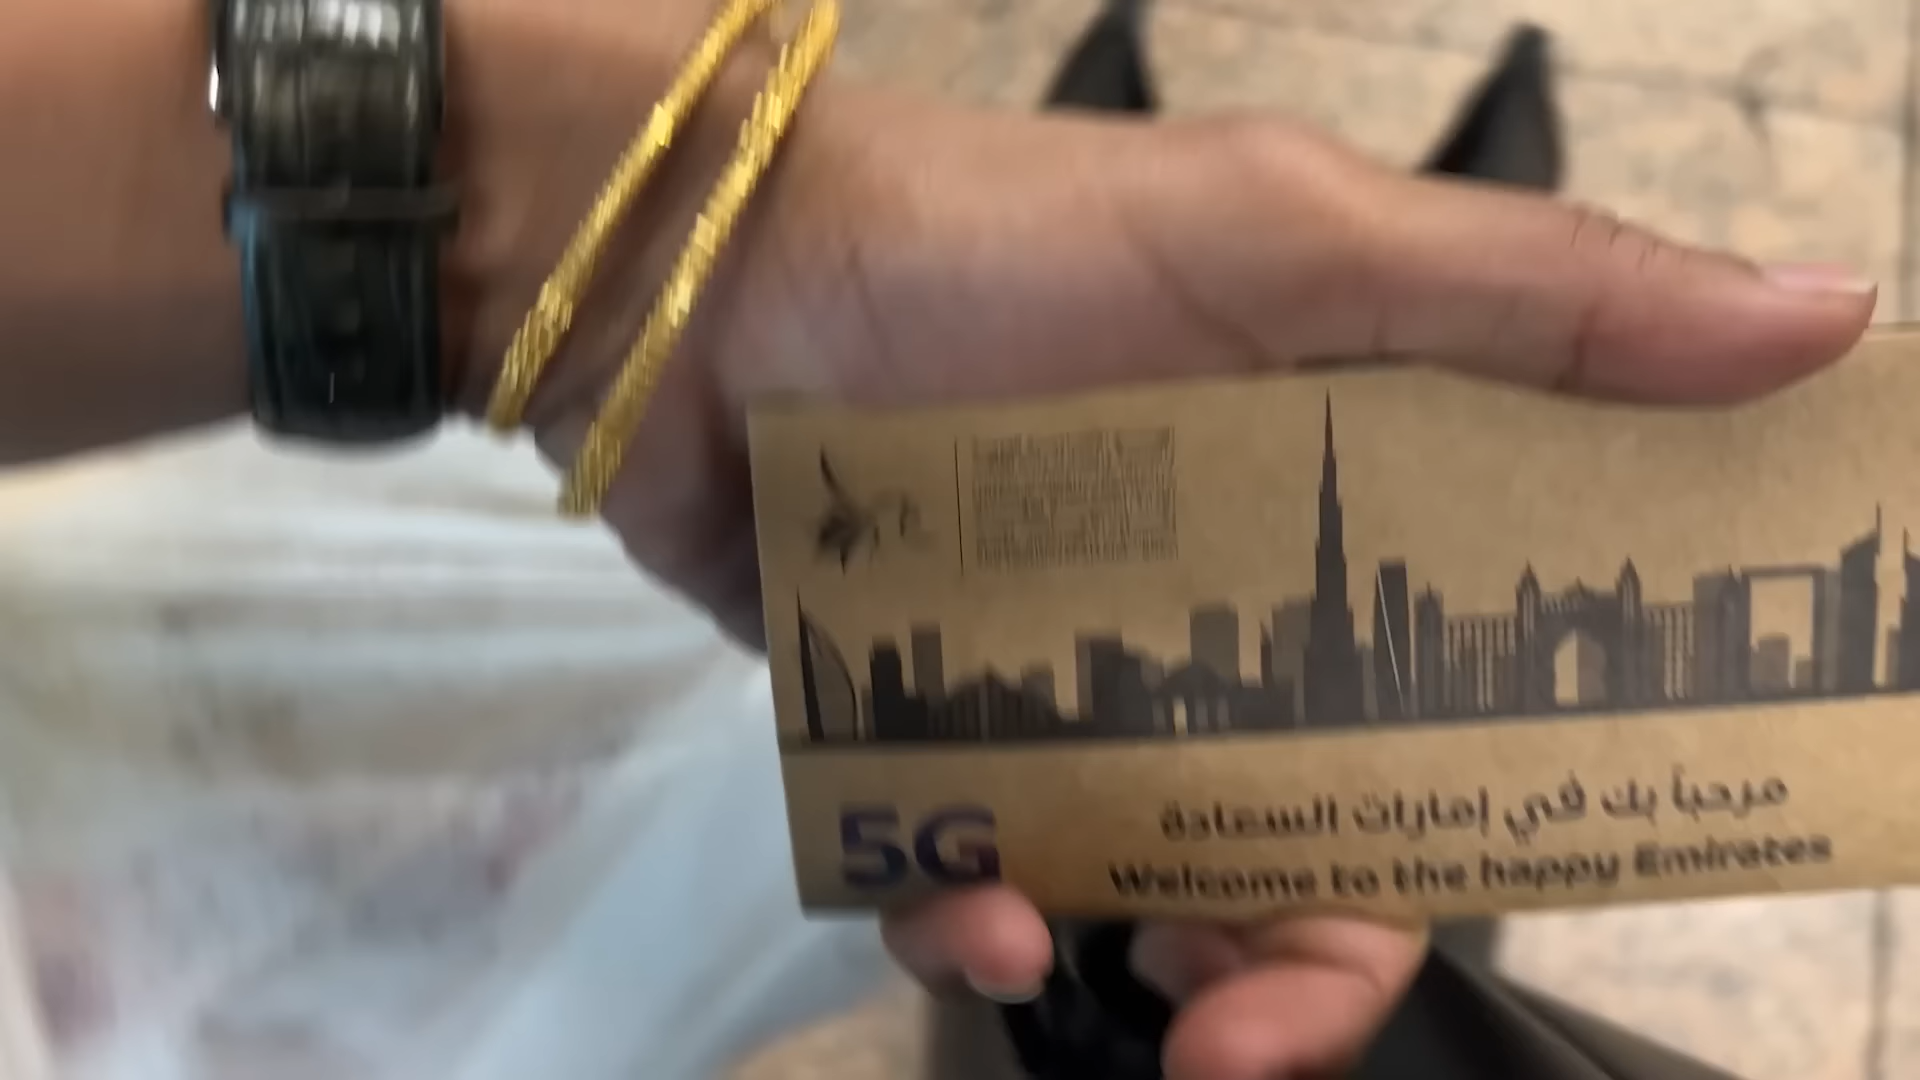 مرحباً بك في إمارات السعادة
5G
Welcome to the happy Emirates